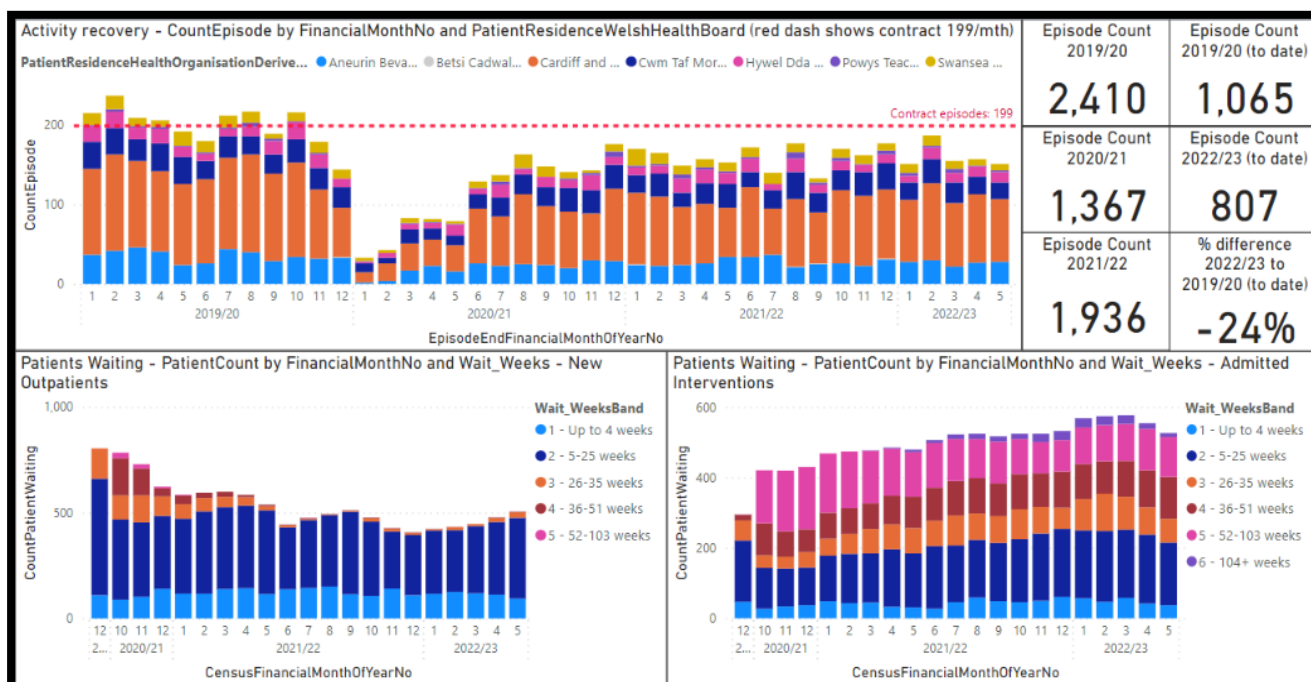 Activity recovery - CountEpisode by FinancialMonthNo and PatientResidenceWelshHealthBoard (red dash shows contract 199/mth)
PatientResidenceHealthOrganisationDerive... Aneurin Beva... Betsi Cadwal... Cardiff and ... Cwm Taf Mor... Hywel Dda ... Powys Teac... Swansea ...
Contract episodes: 199
200
100
0
CountEpisode
1 2 3 4 5 6 7 8 9 10 11 12 1 2 3 4 5 6 7 8 9 10 11 12 1 2 3 4 5 6 7 8 9 10 11 12 1 2 3 4 5
2019/20 2020/21 2021/22 2022/23
EpisodeEndFinancialMonthOfYearNo
Episode Count
2019/20
2,410
Episode Count
2019/20 (to date)
1,065
Episode Count
2020/21
1,367
Episode Count
2022/23 (to date)
807
Episode Count
2021/22
1,936
% difference
2022/23 to
2019/20 (to date)
-24%
Patients Waiting - PatientCount by FinancialMonthNo and Wait_Weeks - New
Outpatients
1,000
500
0
CountPatientWaiting
Wait_WeeksBand
1 - Up to 4 weeks
2 - 5-25 weeks
3 - 26-35 weeks
4 - 36-51 weeks
5 - 52-103 weeks
12 10 11 12 1 2 3 4 5 6 7 8 9 10 11 12 1 2 3 4 5
2... 2020/21 2021/22 2022/23
CensusFinancialMonthOfYearNo
Patients Waiting - PatientCount by FinancialMonthNo and Wait_Weeks - Admitted
Interventions
600
400
200
0
CountPatientWaiting
Wait_WeeksBand
1 - Up to 4 weeks
2 - 5-25 weeks
3 - 26-35 weeks
4 - 36-51 weeks
5 - 52-103 weeks
6 - 104+ weeks
12 10 11 12 1 2 3 4 5 6 7 8 9 10 11 12 1 2 3 4 5
2... 2020/21 2021/22 2022/23
CensusFinancialMonthOfYearNo